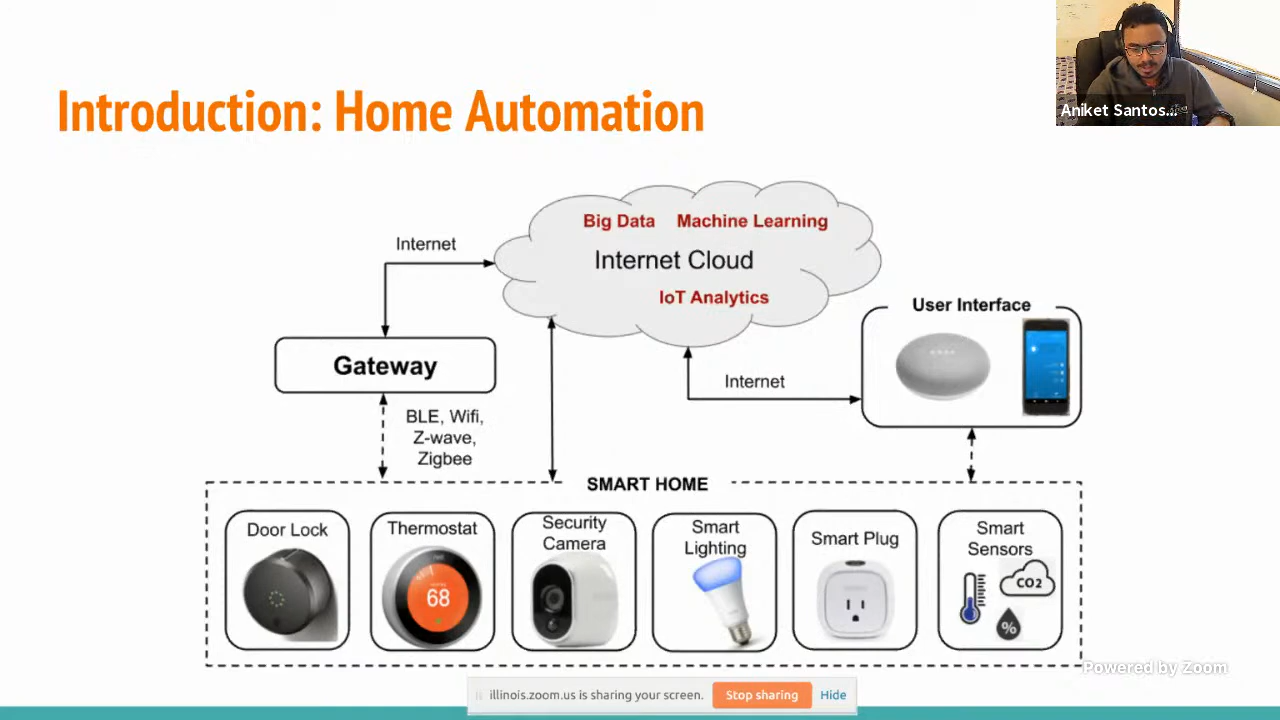 Introduction: Home Automation
Aniket Santos...
Big Data Machine Learning
Internet
Internet Cloud
IoT Analytics
User Interface
Gateway
Internet
BLE, Wifi,
Z-wave,
Zigbee
SMART HOME
Door Lock
Thermostat
Security
Camera
Smart
Lighting
Smart Plug
Smart
Sensors
68
CO2
%
Powered by Zoom
illinois.zoom.us is sharing your screen. Stop sharing Hide